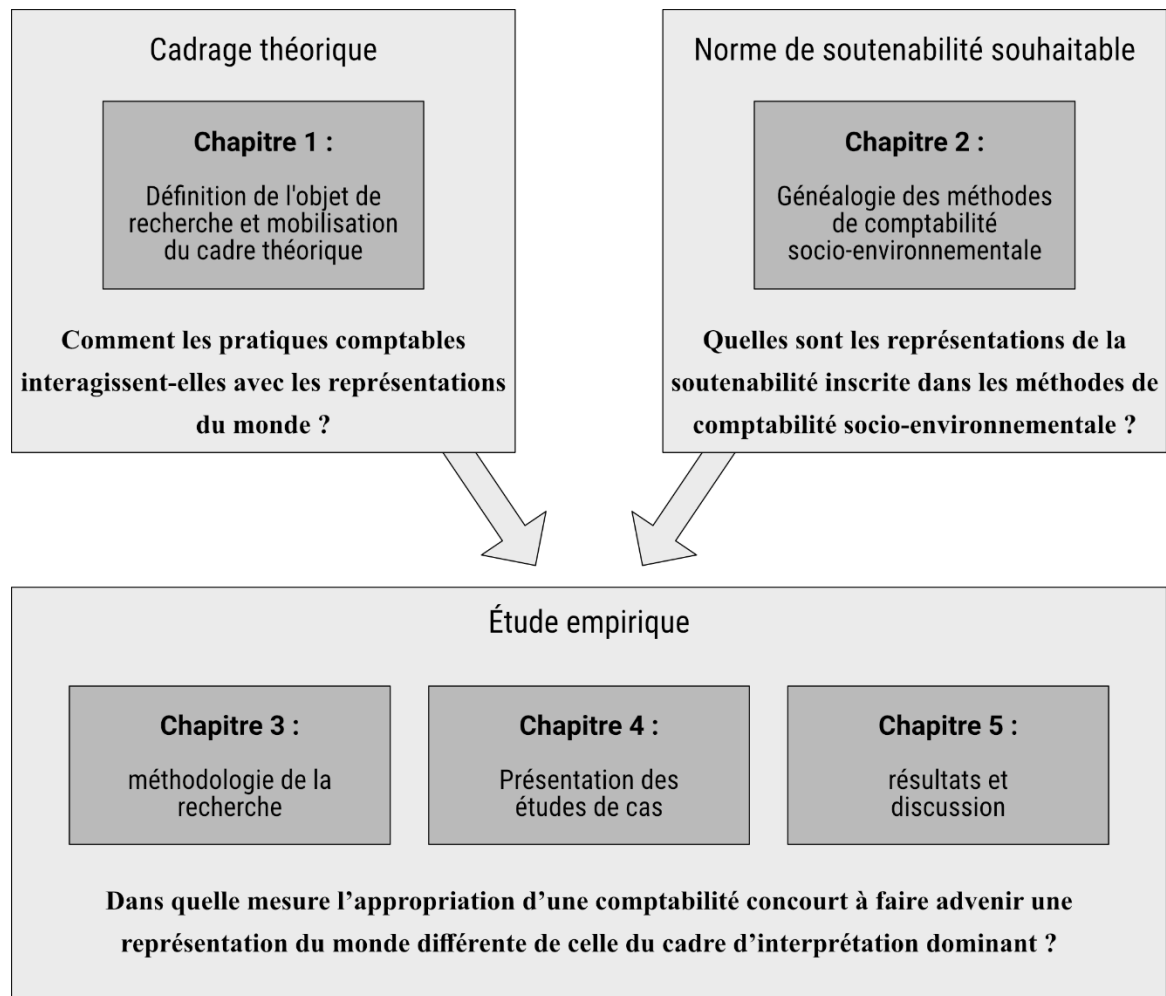 Cadrage théorique
Chapitre 1 :
Définition de l'objet de
recherche et mobilisation
du cadre théorique
Comment les pratiques comptables
interagissent-elles avec les représentations
du monde ?
Norme de soutenabilité souhaitable
Chapitre 2 :
Généalogie des méthodes
de comptabilité
socio-environnementale
Quelles sont les représentations de la
soutenabilité inscrite dans les méthodes de
comptabilité socio-environnementale ?
Étude empirique
Chapitre 3 :
méthodologie de la
recherche
Chapitre 4 :
Présentation des
études de cas
Chapitre 5 :
résultats et
discussion
Dans quelle mesure l’appropriation d’une comptabilité concourt à faire advenir une
représentation du monde différente de celle du cadre d’interprétation dominant ?